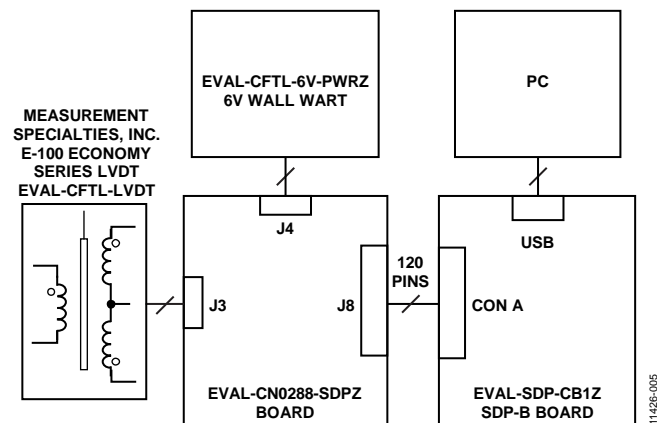 EVAL-CFTL-6V-PWRZ
6V WALL WART
PC
MEASUREMENT
SPECIALTIES, INC.
E-100 ECONOMY
SERIES LVDT
EVAL-CFTL-LVDT
J4
USB
120
PINS
J3
J8
CON A
EVAL-CN0288-SDPZ
BOARD
EVAL-SDP-CB1Z
SDP-B BOARD
11426-005